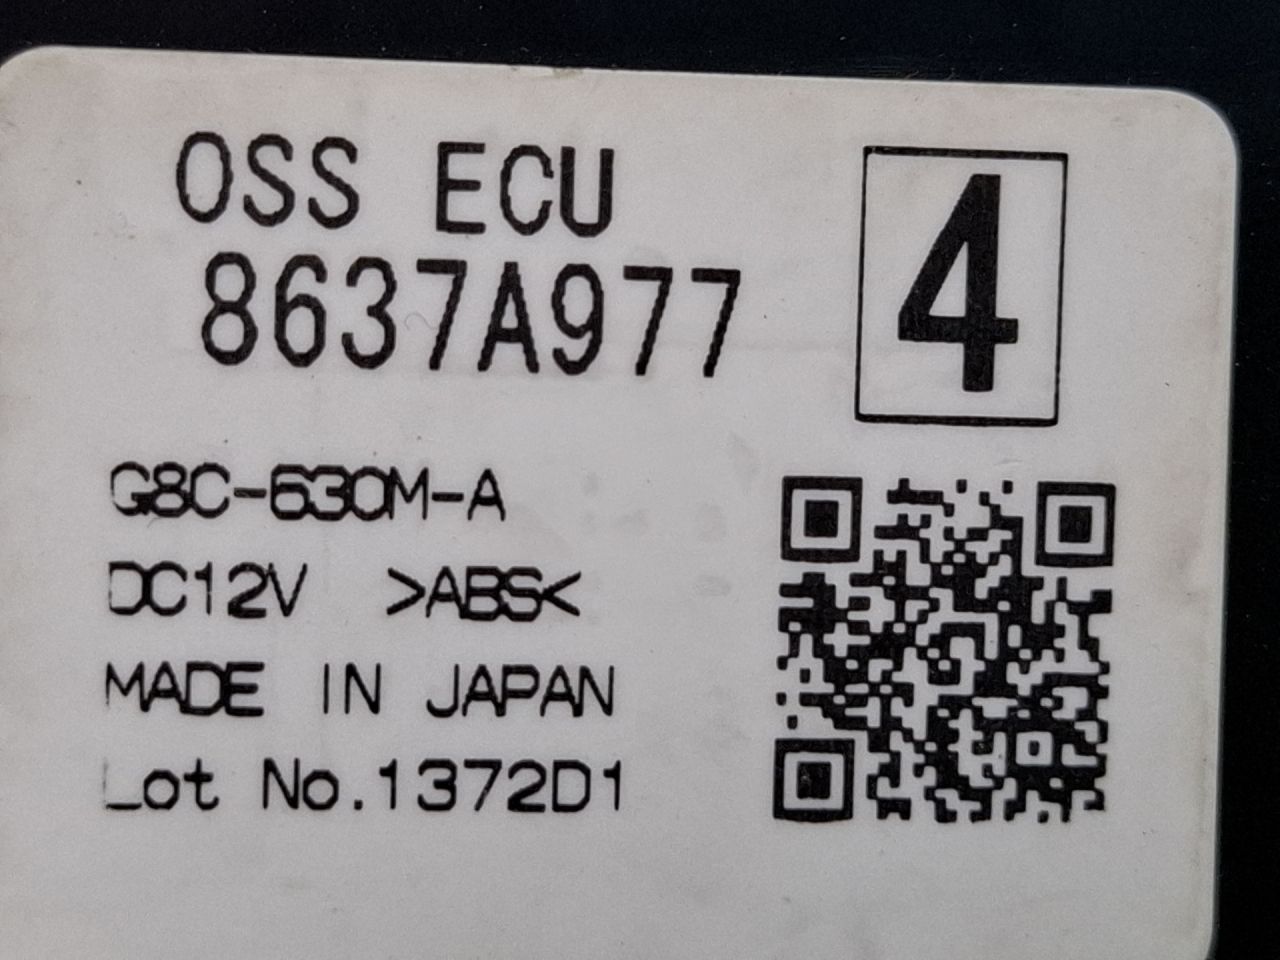 OSS ECU
8637A977
4
G8C-630M-A
DC12V >ABS<
MADE IN JAPAN
Lot No.1372D1